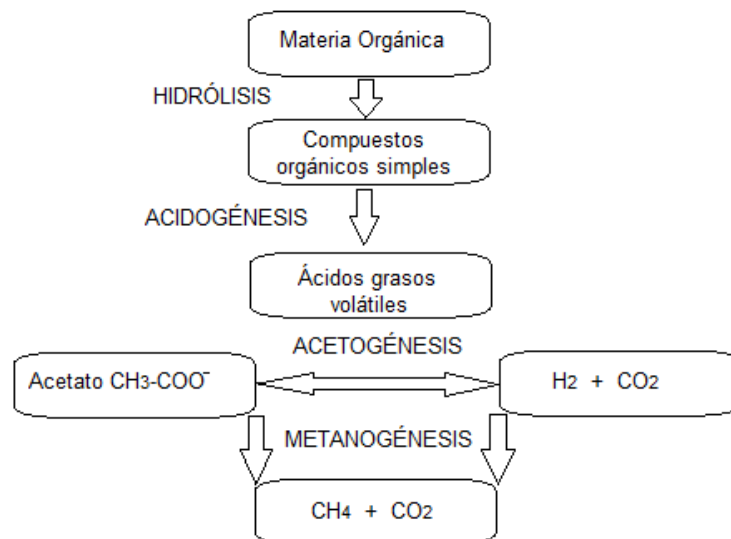 Materia Orgánica
HIDRÓLISIS
Compuestos
orgánicos simples
ACIDOGÉNESIS
Ácidos grasos
volátiles
ACETOGÉNESIS
Acetato CH3-COO⁻
H2 + CO2
METANOGÉNESIS
CH4 + CO2